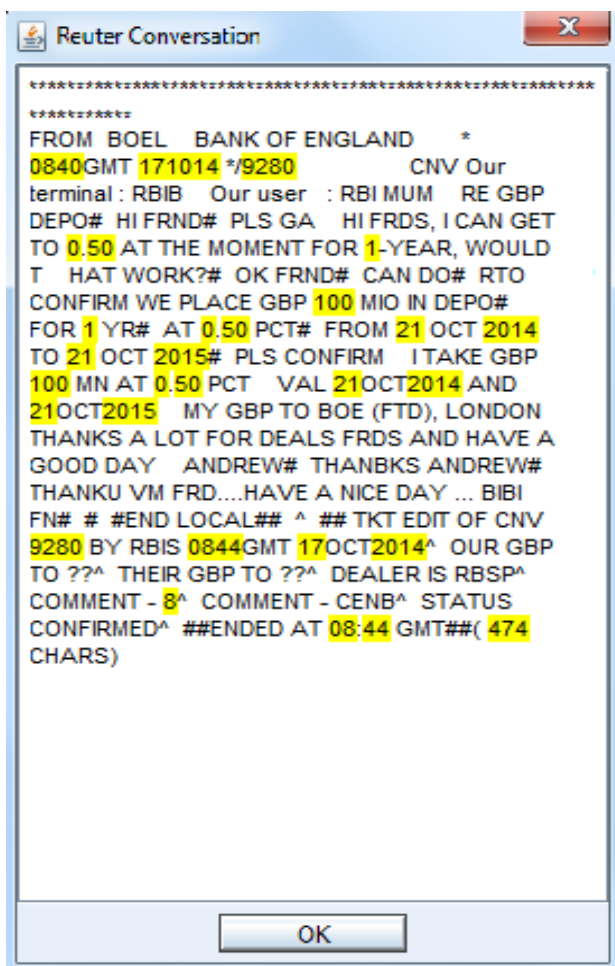 Reuter Conversation
************************************************************
***********
FROM BOEL BANK OF ENGLAND *
0840GMT 171014 */9280 CNV Our
terminal : RBIB Our user : RBI MUM RE GBP
DEPO# HI FRND# PLS GA HI FRDS, I CAN GET
TO 0.50 AT THE MOMENT FOR 1-YEAR, WOULD
T HAT WORK?# OK FRND# CAN DO# RTO
CONFIRM WE PLACE GBP 100 MIO IN DEPO#
FOR 1 YR# AT 0.50 PCT# FROM 21 OCT 2014
TO 21 OCT 2015# PLS CONFIRM I TAKE GBP
100 MN AT 0.50 PCT VAL 21OCT2014 AND
21OCT2015 MY GBP TO BOE (FTD), LONDON
THANKS A LOT FOR DEALS FRDS AND HAVE A
GOOD DAY ANDREW# THANBKS ANDREW#
THANKU VM FRD....HAVE A NICE DAY ... BIBI
FN# # #END LOCAL## ^ ## TKT EDIT OF CNV
9280 BY RBIS 0844GMT 17OCT2014^ OUR GBP
TO ??^ THEIR GBP TO ??^ DEALER IS RBSP^
COMMENT - 8^ COMMENT - CENB^ STATUS
CONFIRMED^ ##ENDED AT 08:44 GMT##( 474
CHARS)
OK